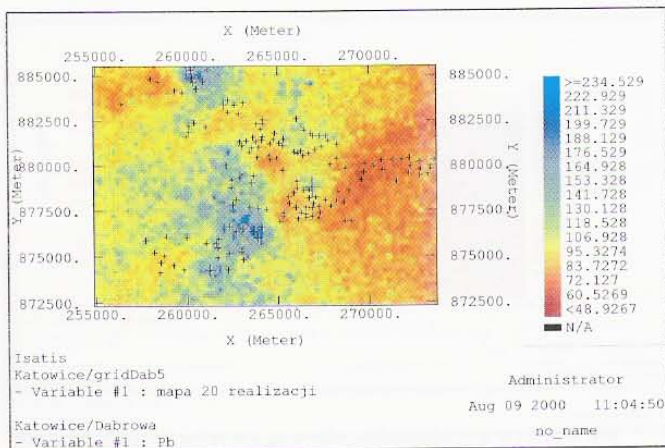 X (Meter)
255000. 260000. 265000. 270000.
885000.
882500.
880000.
877500.
875000.
872500.
Y (Meter)
885000.
882500.
880000.
877500.
875000.
872500.
Y (Meter)
255000. 260000. 265000. 270000.
X (Meter)
>=234.529
222.929
211.329
199.729
188.129
176.529
164.928
153.328
141.728
130.128
118.528
106.928
95.3274
83.7272
72.127
60.5269
<48.9267
N/A
Isatis
Katowice/gridDab5
- Variable #1 : mapa 20 realizacji
Katowice/Dabrowa
- Variable #1 : Pb
Administrator
Aug 09 2000 11:04:50
no_name